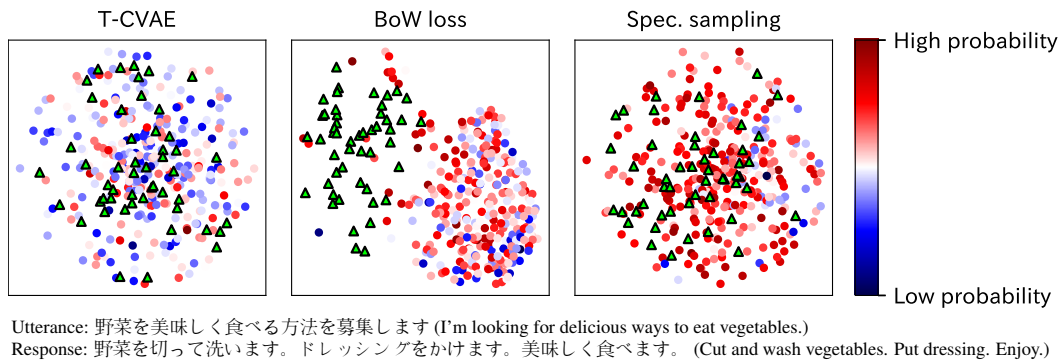 T-CVAE BoW loss Spec. sampling
High probability
Low probability
Utterance: 野菜を美味しく食べる方法を募集します (I'm looking for delicious ways to eat vegetables.)
Response: 野菜を切って洗います。ドレッシングをかけます。美味しく食べます。 (Cut and wash vegetables. Put dressing. Enjoy.)